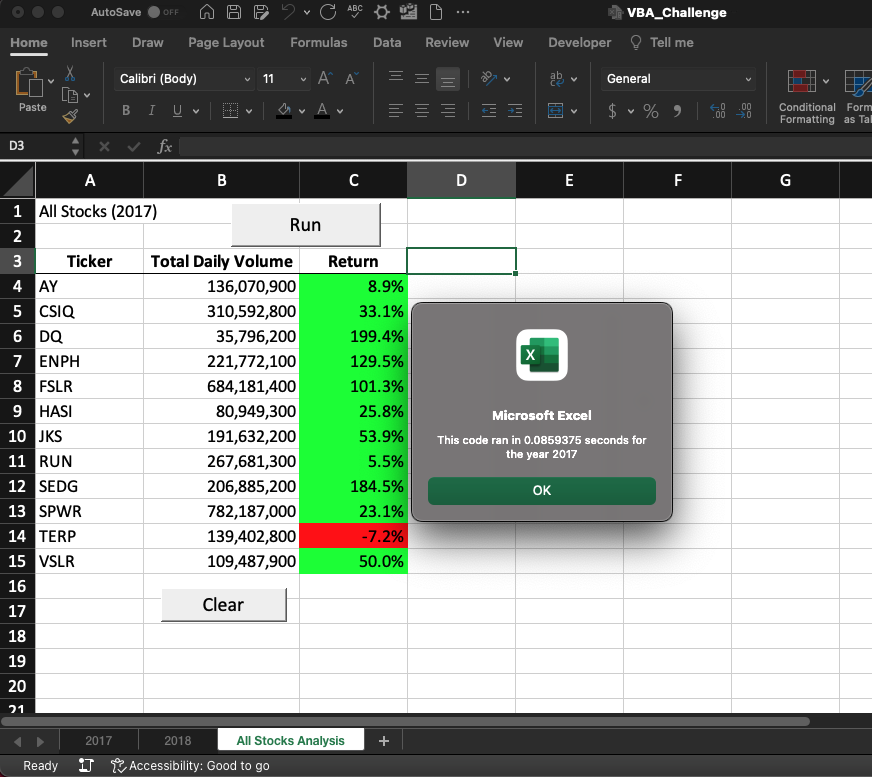 AutoSave OFF ABC ... VBA_Challenge
Home Insert Draw Page Layout Formulas Data Review View Developer Tell me
Paste Calibri (Body) 11 A A ab General Conditional Formatting Form as Tal
B I U A $ % 9 .00
D3 fx
A B C D E F G
1 All Stocks (2017)
Run
2
3 Ticker Total Daily Volume Return
4 AY 136,070,900 8.9%
5 CSIQ 310,592,800 33.1%
6 DQ 35,796,200 199.4%
7 ENPH 221,772,100 129.5%
8 FSLR 684,181,400 101.3%
9 HASI 80,949,300 25.8%
10 JKS 191,632,200 53.9%
11 RUN 267,681,300 5.5%
12 SEDG 206,885,200 184.5%
13 SPWR 782,187,000 23.1%
14 TERP 139,402,800 -7.2%
15 VSLR 109,487,900 50.0%
X
Microsoft Excel
This code ran in 0.0859375 seconds for
the year 2017
OK
16
17 Clear
18
19
20
21
2017 2018 All Stocks Analysis +
Ready Accessibility: Good to go